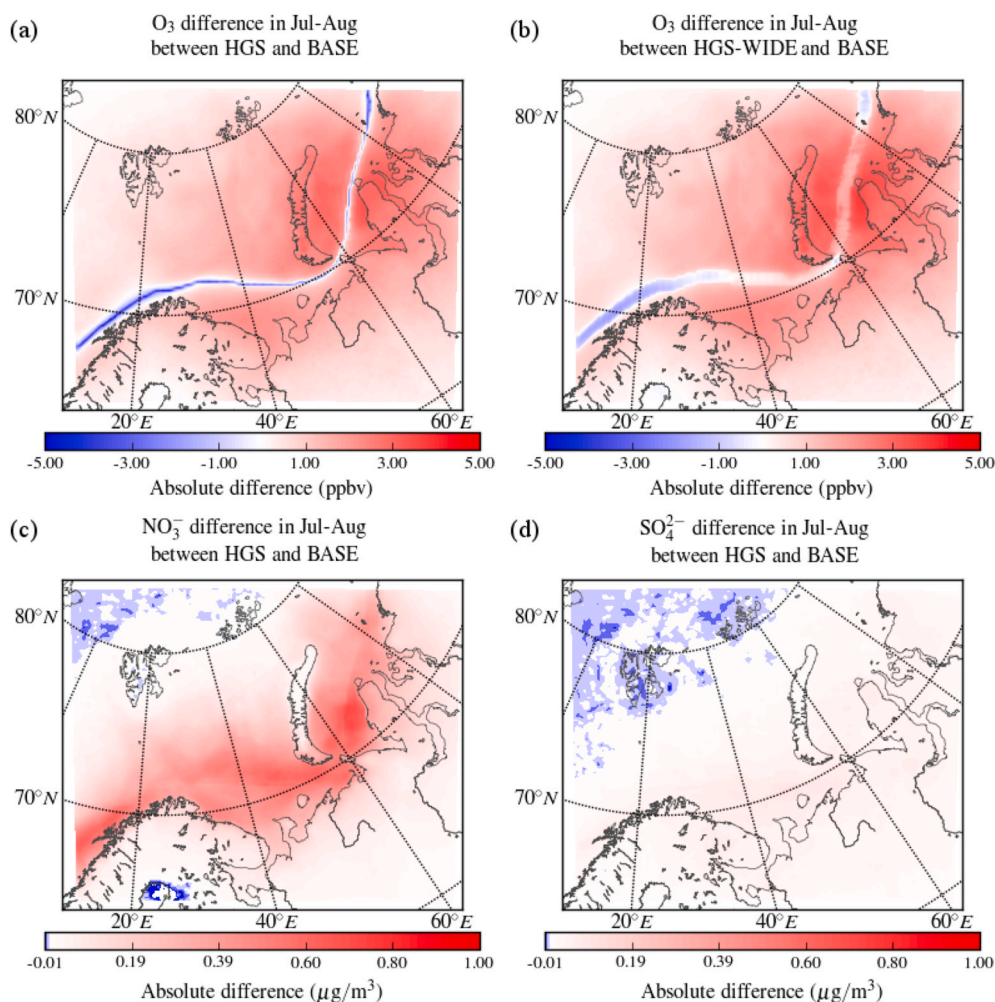 (a)
O₃ difference in Jul-Aug
between HGS and BASE
80°N
70°N
20°E
40°E
60°E
-5.00 -3.00 -1.00 1.00 3.00 5.00
Absolute difference (ppbv)
(b)
O₃ difference in Jul-Aug
between HGS-WIDE and BASE
80°N
70°N
20°E
40°E
60°E
-5.00 -3.00 -1.00 1.00 3.00 5.00
Absolute difference (ppbv)
(c)
NO₃⁻ difference in Jul-Aug
between HGS and BASE
80°N
70°N
20°E
40°E
60°E
-0.01 0.19 0.39 0.60 0.80 1.00
Absolute difference (μg/m³)
(d)
SO₄²⁻ difference in Jul-Aug
between HGS and BASE
80°N
70°N
20°E
40°E
60°E
-0.01 0.19 0.39 0.60 0.80 1.00
Absolute difference (μg/m³)